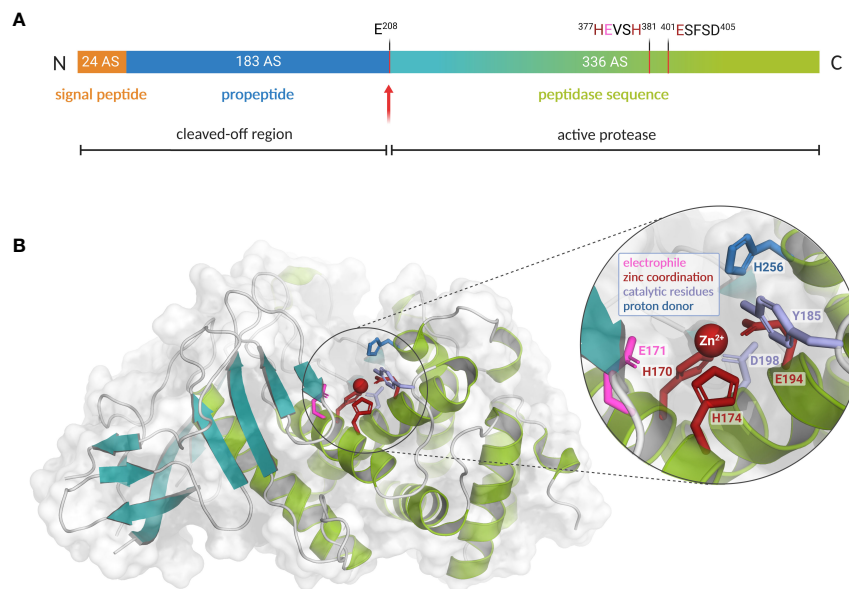 A
E²⁰⁸
³⁷⁷HEVSH³⁸¹
⁴⁰¹ESFSD⁴⁰⁵
N
24 AS
183 AS
336 AS
C
signal peptide
propeptide
peptidase sequence
cleaved-off region
active protease
B
electrophile
zinc coordination
catalytic residues
proton donor
H256
Y185
Zn²⁺
E171
H170
D198
E194
H174